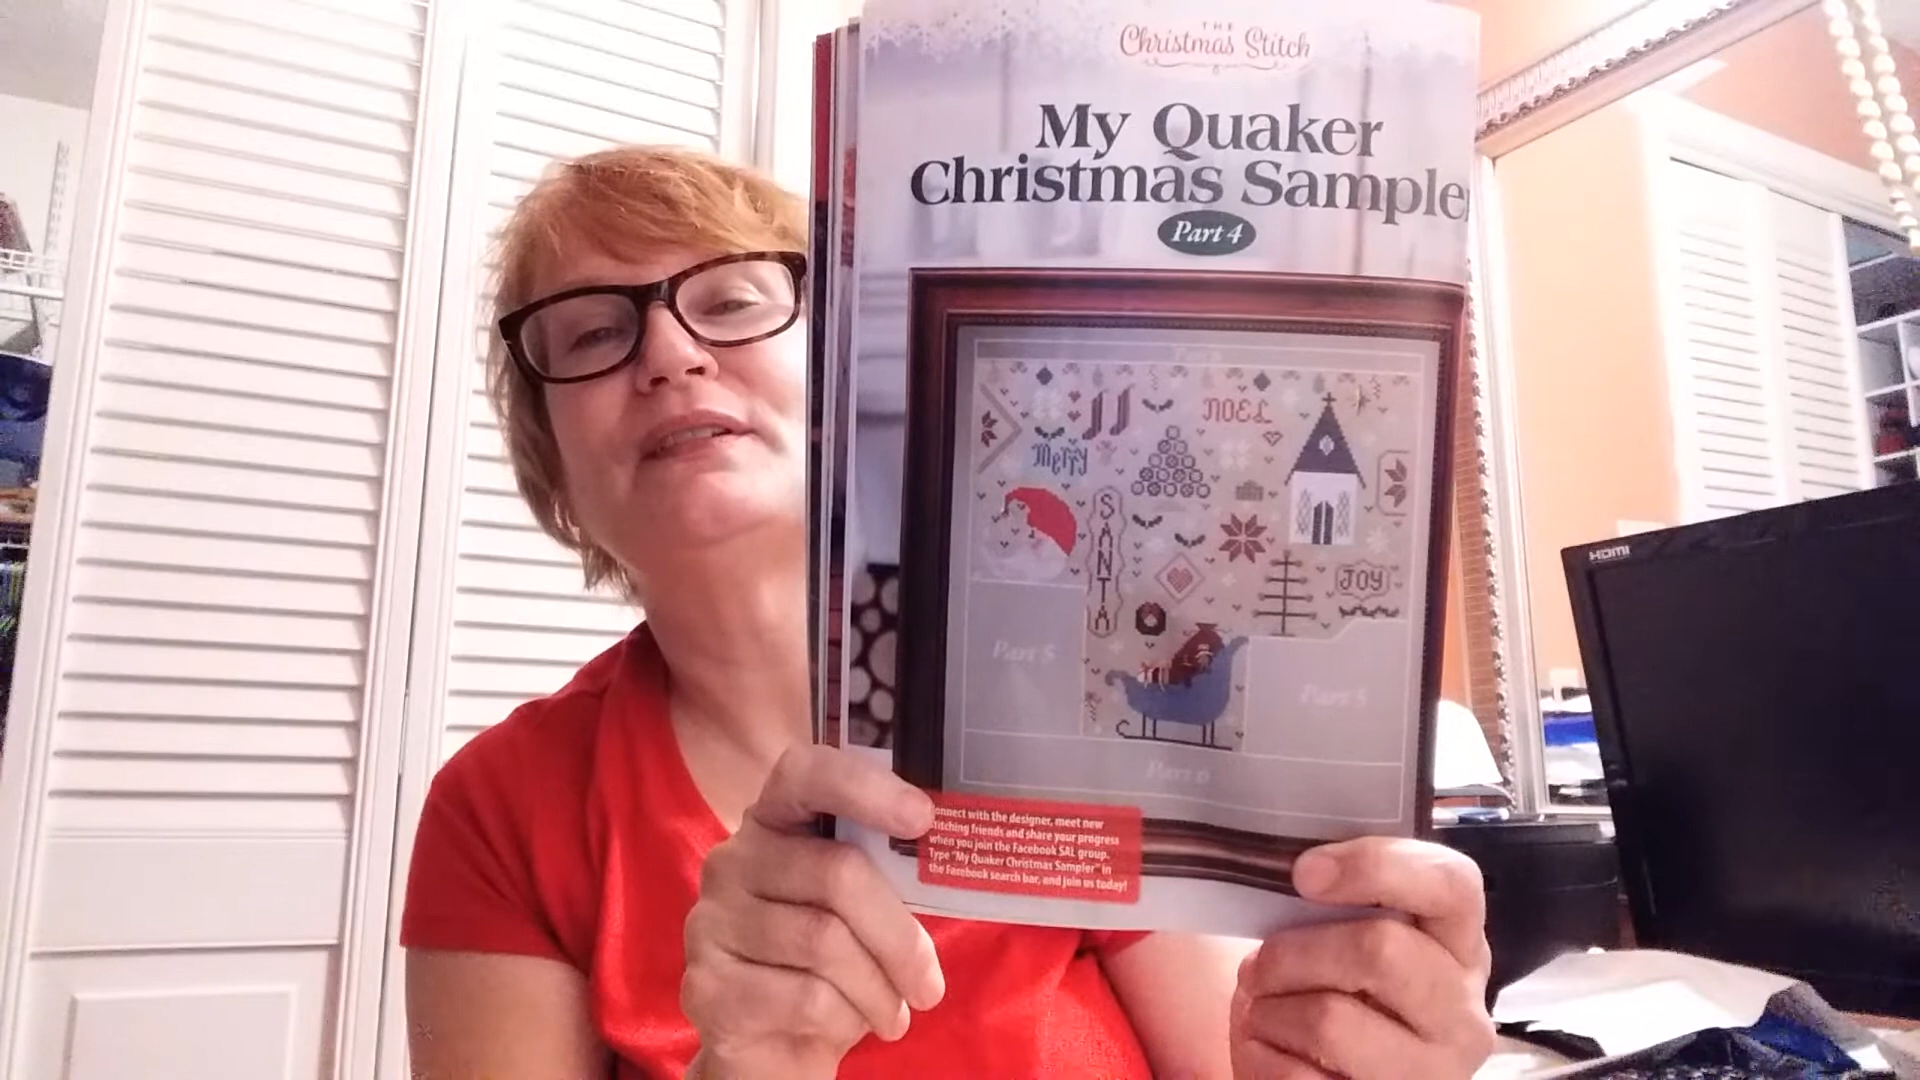 THE
Christmas Stitch
My Quaker
Christmas Sample
Part 4
NOEL
Merry
SANTA
JOY
Part 5
Part 5
Part 6
onnect with the designer, meet new
stitching friends and share your progress
when you join the Facebook SAL group.
Type "My Quaker Christmas Sampler" in
the Facebook search bar, and join us today!
HDMI